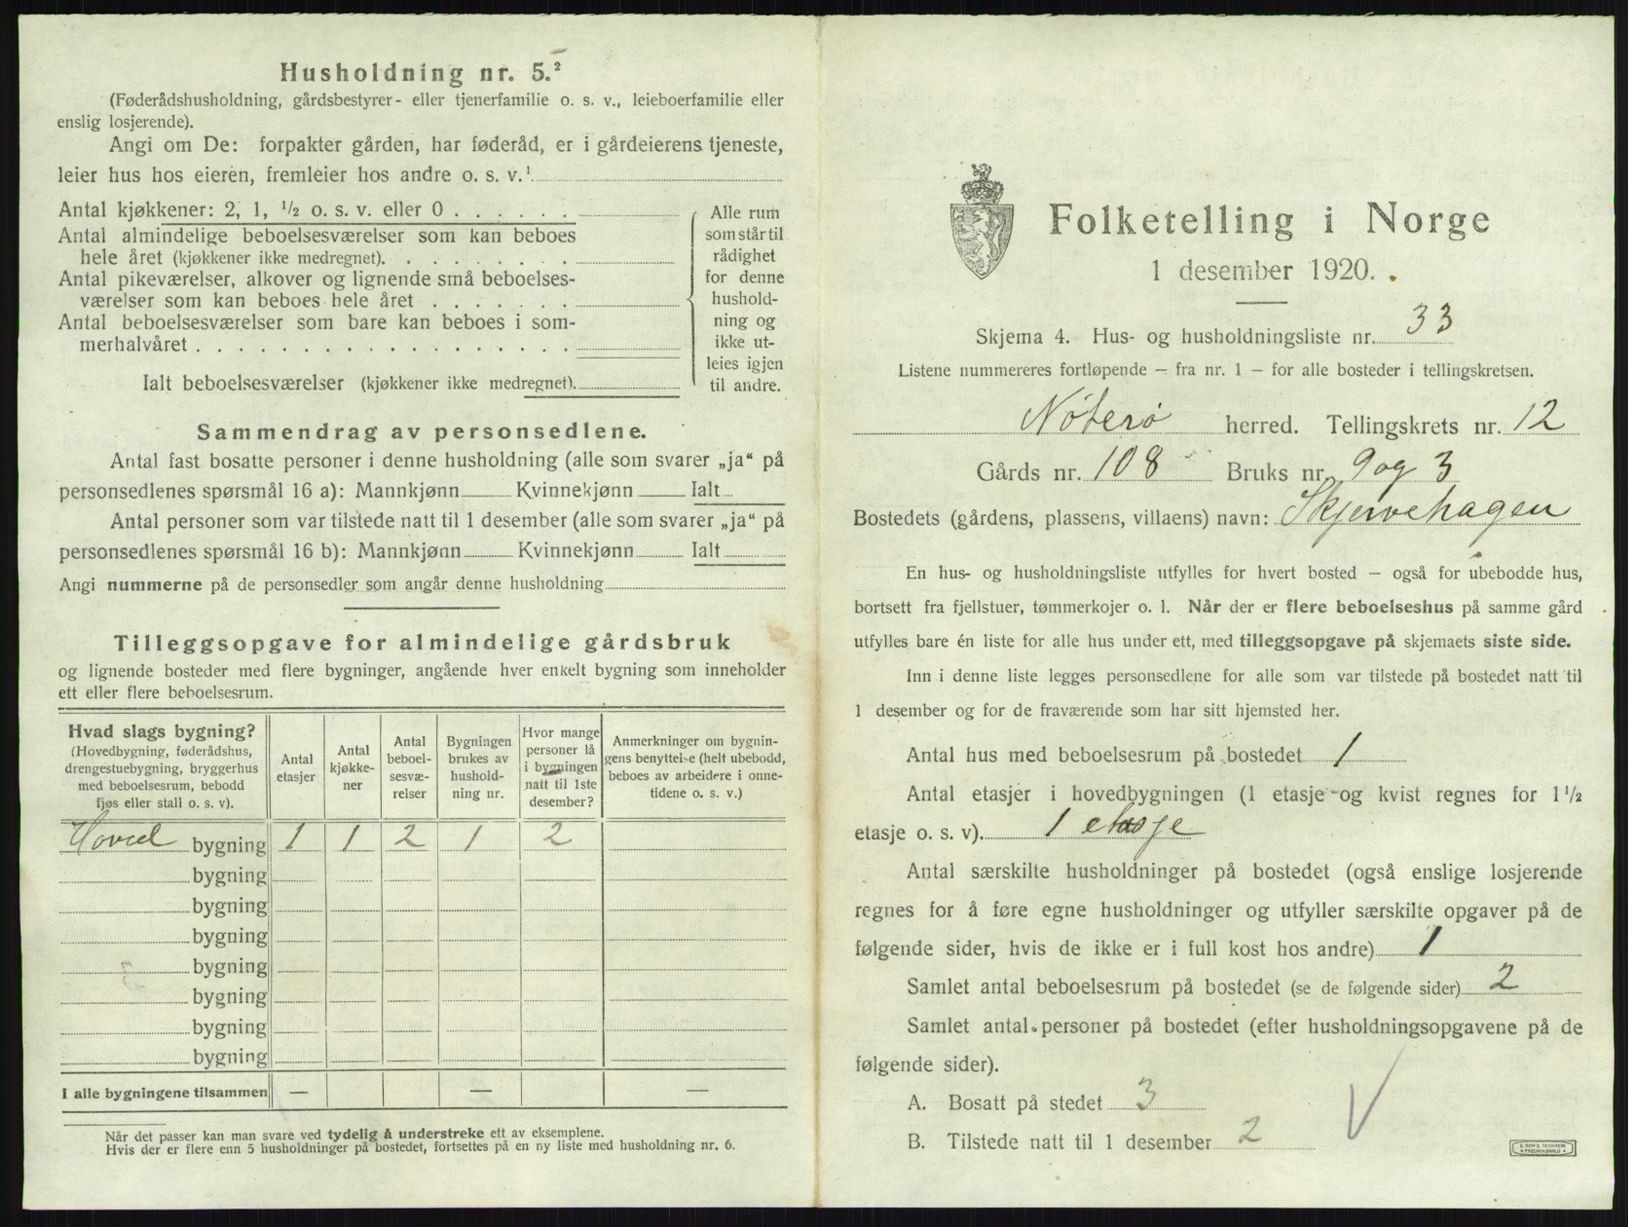 Husholdning nr. 5.²
(Føderådshusholdning, gårdsbestyrer- eller tjenerfamilie o. s. v., leieboerfamilie eller
enslig losjerende).
Angi om De: forpakter gården, har føderåd, er i gårdeierens tjeneste,
leier hus hos eieren, fremleier hos andre o. s. v.¹
Antal kjøkkener: 2, 1, ½ o. s. v. eller 0
Antal almindelige beboelsesværelser som kan beboes
hele året (kjøkkener ikke medregnet).
Antal pikeværelser, alkover og lignende små beboelses-
værelser som kan beboes hele året
Antal beboelsesværelser som bare kan beboes i som-
merhalvåret
Ialt beboelsesværelser (kjøkkener ikke medregnet).
Alle rum
som står til
rådighet
for denne
hushold-
ning og
ikke ut-
leies igjen
til andre.
Sammendrag av personsedlene.
Antal fast bosatte personer i denne husholdning (alle som svarer „ja“ på
personsedlenes spørsmål 16 a): Mannkjønn Kvinnekjønn Ialt
Antal personer som var tilstede natt til 1 desember (alle som svarer „ja“ på
personsedlenes spørsmål 16 b): Mannkjønn Kvinnekjønn Ialt
Angi nummerne på de personsedler som angår denne husholdning
Tilleggsopgave for almindelige gårdsbruk
og lignende bosteder med flere bygninger, angående hver enkelt bygning som inneholder
ett eller flere beboelsesrum.
Hvad slags bygning?
(Hovedbygning, føderådshus,
drengestuebygning, bryggerhus
med beboelsesrum, bebodd
fjøs eller stall o. s. v.).
Antal
etasjer
Antal
kjøkke-
ner
Antal
beboel-
sesvæ-
relser
Bygningen
brukes av
hushold-
ning nr.
Hvor mange
personer lå
i bygningen
natt til 1ste
desember?
Anmerkninger om bygnin-
gens benyttelse (helt ubebodd,
beboes av arbeidere i onne-
tidene o. s. v.)
Hoved bygning 1 1 2 1 2
bygning
bygning
bygning
bygning
bygning
bygning
bygning
I alle bygningene tilsammen — — —
Når det passer kan man svare ved tydelig å understreke ett av eksemplene.
Hvis der er flere enn 5 husholdninger på bostedet, fortsettes på en ny liste med husholdning nr. 6.
Folketelling i Norge
1 desember 1920.
Skjema 4. Hus- og husholdningsliste nr. 33
Listene nummereres fortløpende — fra nr. 1 — for alle bosteder i tellingskretsen.
Nøterø herred. Tellingskrets nr. 12
Gårds nr. 108 Bruks nr. 9 og 3
Bostedets (gårdens, plassens, villaens) navn: Skjervehagen
En hus- og husholdningsliste utfylles for hvert bosted — også for ubebodde hus,
bortsett fra fjellstuer, tømmerkojer o. l. Når der er flere beboelseshus på samme gård
utfylles bare én liste for alle hus under ett, med tilleggsopgave på skjemaets siste side.
Inn i denne liste legges personsedlene for alle som var tilstede på bostedet natt til
1 desember og for de fraværende som har sitt hjemsted her.
Antal hus med beboelsesrum på bostedet 1
Antal etasjer i hovedbygningen (1 etasje og kvist regnes for 1½
etasje o. s. v). 1 etasje
Antal særskilte husholdninger på bostedet (også enslige losjerende
regnes for å føre egne husholdninger og utfyller særskilte opgaver på de
følgende sider, hvis de ikke er i full kost hos andre) 1
Samlet antal beboelsesrum på bostedet (se de følgende sider) 2
Samlet antal personer på bostedet (efter husholdningsopgavene på de
følgende sider).
A. Bosatt på stedet 3
B. Tilstede natt til 1 desember 2